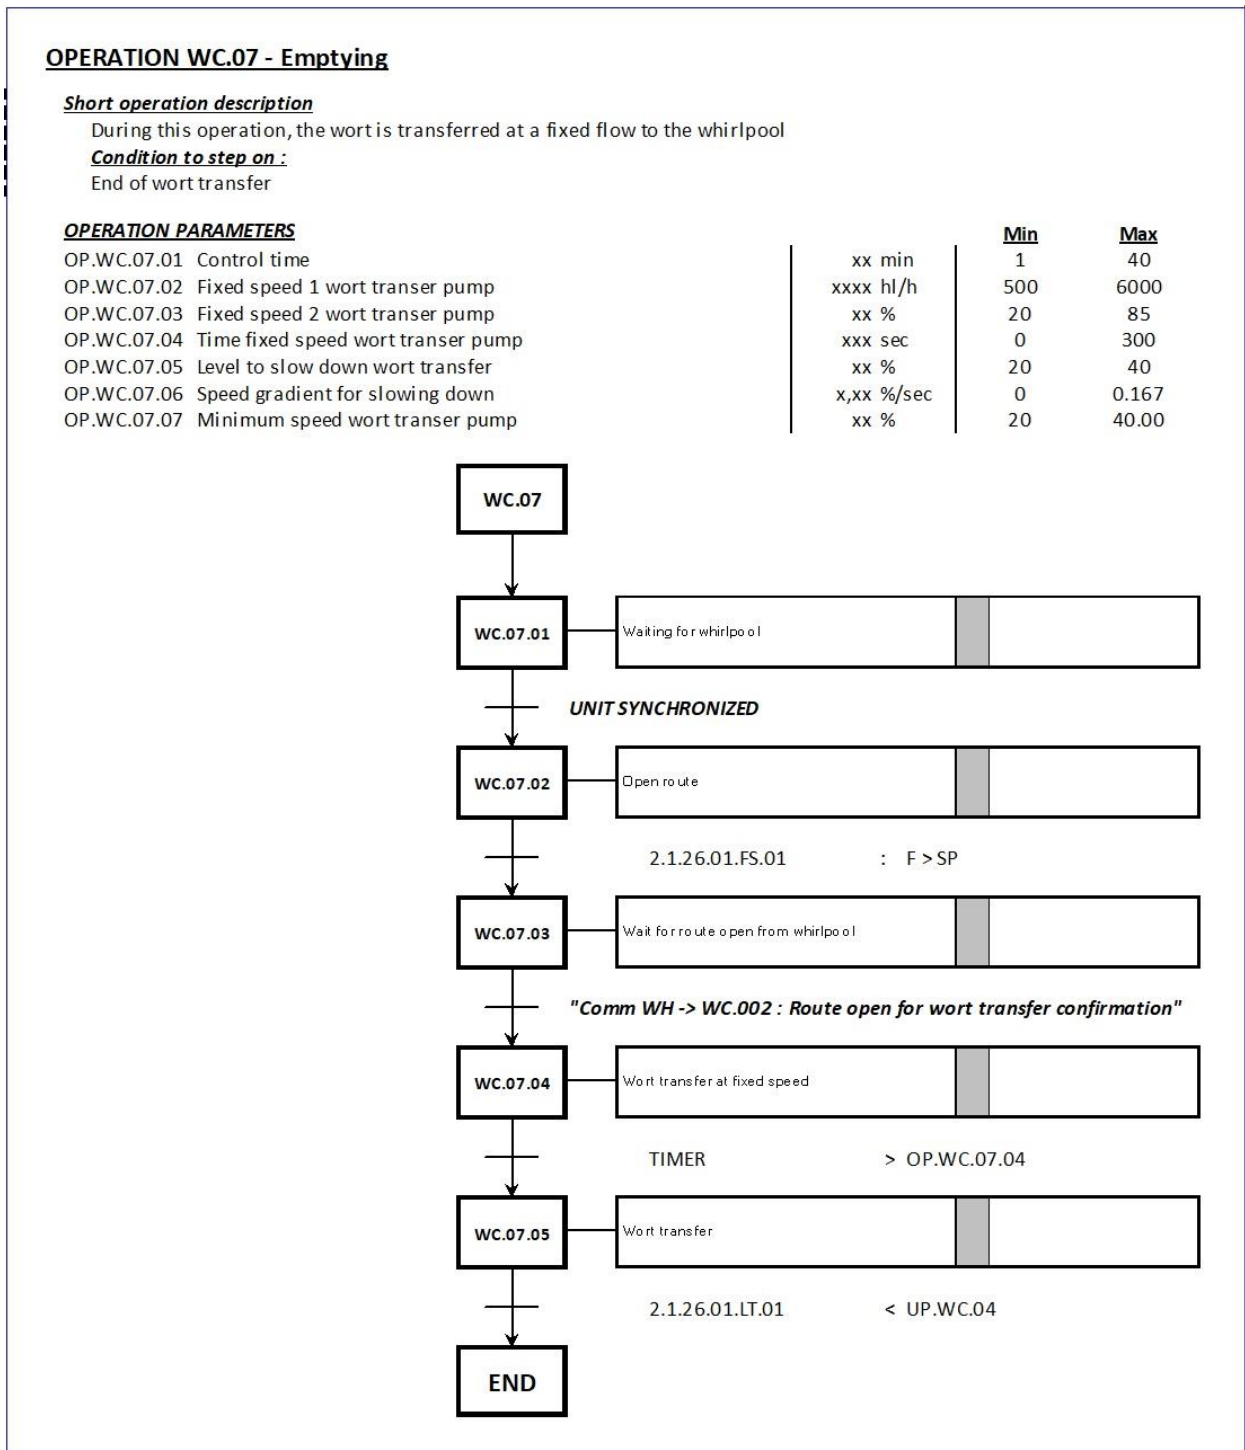 OPERATION WC.07 - Emptying
Short operation description
During this operation, the wort is transferred at a fixed flow to the whirlpool
Condition to step on :
End of wort transfer
OPERATION PARAMETERS Min Max
OP.WC.07.01 Control time xx min 1 40
OP.WC.07.02 Fixed speed 1 wort transer pump xxxx hl/h 500 6000
OP.WC.07.03 Fixed speed 2 wort transer pump xx % 20 85
OP.WC.07.04 Time fixed speed wort transer pump xxx sec 0 300
OP.WC.07.05 Level to slow down wort transfer xx % 20 40
OP.WC.07.06 Speed gradient for slowing down x,xx %/sec 0 0.167
OP.WC.07.07 Minimum speed wort transer pump xx % 20 40.00
WC.07
WC.07.01 Waiting for whirlpool
UNIT SYNCHRONIZED
WC.07.02 Open route
2.1.26.01.FS.01 : F > SP
WC.07.03 Wait for route open from whirlpool
"Comm WH -> WC.002 : Route open for wort transfer confirmation"
WC.07.04 Wort transfer at fixed speed
TIMER > OP.WC.07.04
WC.07.05 Wort transfer
2.1.26.01.LT.01 < UP.WC.04
END